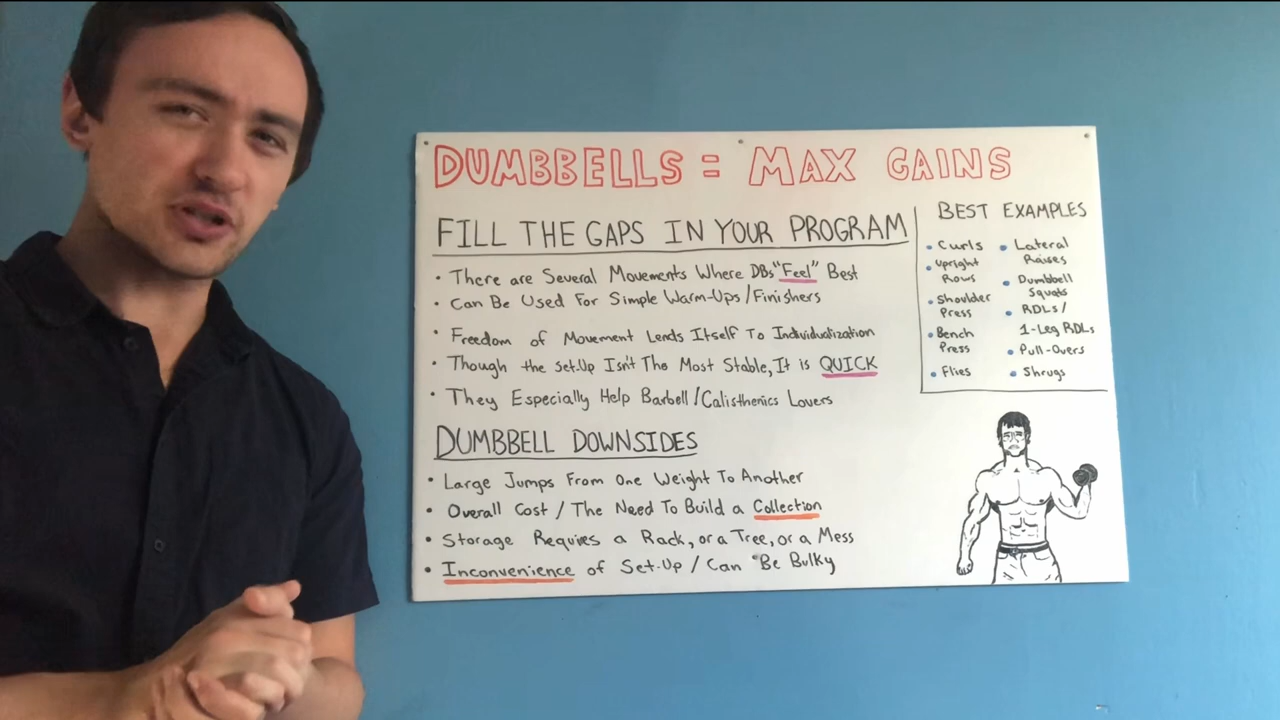 DUMBBELLS = MAX GAINS
FILL THE GAPS IN YOUR PROGRAM
• There are Several Movements Where DBs "Feel" Best
• Can Be Used For Simple Warm-Ups/Finishers
• Freedom of Movement Lends Itself To Individualization
• Though the Set-Up Isn't The Most Stable, It is QUICK
• They Especially Help Barbell/Calisthenics Lovers
DUMBBELL DOWNSIDES
• Large Jumps From One Weight To Another
• Overall Cost / The Need To Build a Collection
• Storage Requires a Rack, or a Tree, or a Mess
• Inconvenience of Set-Up / Can Be Bulky
BEST EXAMPLES
• Curls
• Upright
Rows
• Shoulder
Press
• Bench
Press
• Flies
• Lateral
Raises
• Dumbbell
Squats
• RDLs /
1-Leg RDLs
• Pull-Overs
• Shrugs